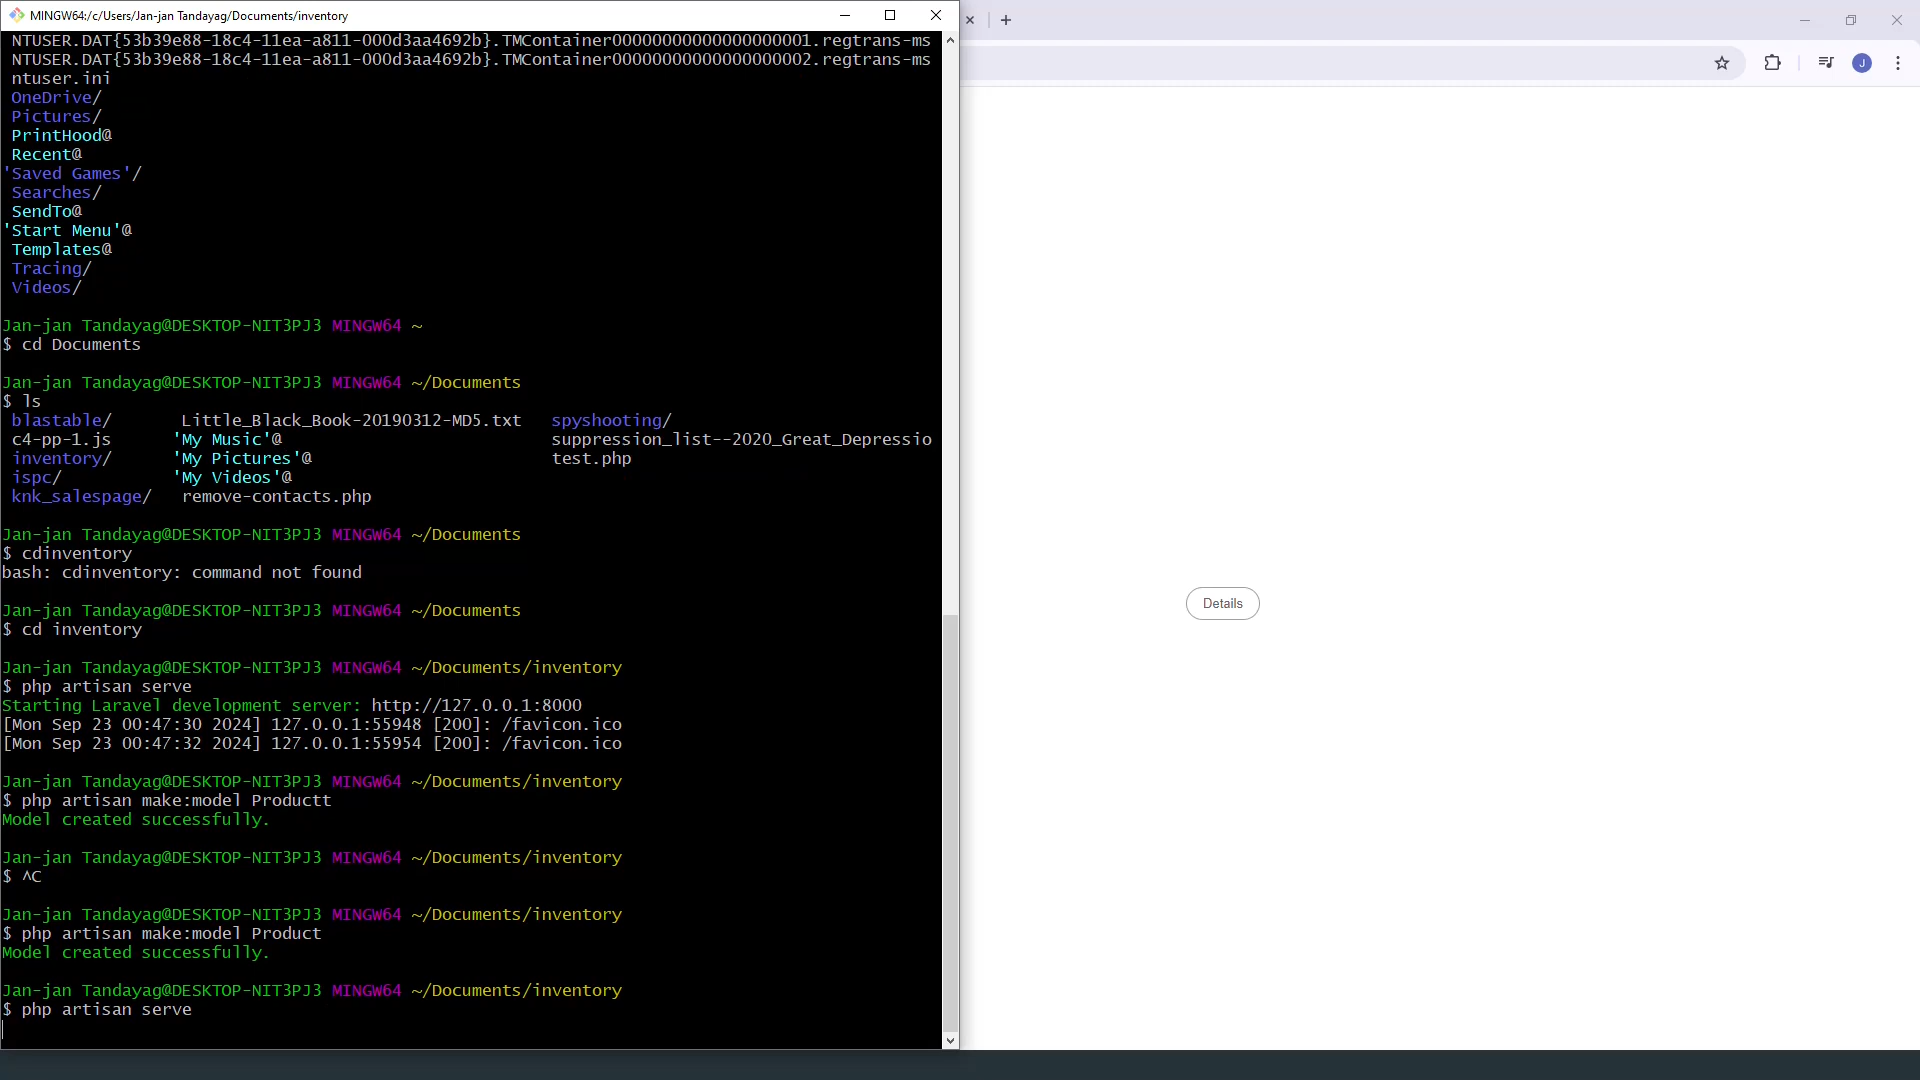 MINGW64:/c/Users/Jan-jan Tandayag/Documents/inventory
NTUSER.DAT{53b39e88-18c4-11ea-a811-000d3aa4692b}.TMContainer00000000000000000001.regtrans-ms
NTUSER.DAT{53b39e88-18c4-11ea-a811-000d3aa4692b}.TMContainer00000000000000000002.regtrans-ms
ntuser.ini
OneDrive/
Pictures/
PrintHood@
Recent@
'Saved Games'/
Searches/
SendTo@
'Start Menu'@
Templates@
Tracing/
Videos/
Jan-jan Tandayag@DESKTOP-NIT3PJ3 MINGW64 ~
$ cd Documents
Jan-jan Tandayag@DESKTOP-NIT3PJ3 MINGW64 ~/Documents
$ ls
blastable/ Little_Black_Book-20190312-MD5.txt spyshooting/
c4-pp-1.js 'My Music'@ suppression_list--2020_Great_Depressio
inventory/ 'My Pictures'@ test.php
ispc/ 'My Videos'@
knk_salespage/ remove-contacts.php
Jan-jan Tandayag@DESKTOP-NIT3PJ3 MINGW64 ~/Documents
$ cdinventory
bash: cdinventory: command not found
Jan-jan Tandayag@DESKTOP-NIT3PJ3 MINGW64 ~/Documents
$ cd inventory
Jan-jan Tandayag@DESKTOP-NIT3PJ3 MINGW64 ~/Documents/inventory
$ php artisan serve
Starting Laravel development server: http://127.0.0.1:8000
[Mon Sep 23 00:47:30 2024] 127.0.0.1:55948 [200]: /favicon.ico
[Mon Sep 23 00:47:32 2024] 127.0.0.1:55954 [200]: /favicon.ico
Jan-jan Tandayag@DESKTOP-NIT3PJ3 MINGW64 ~/Documents/inventory
$ php artisan make:model Productt
Model created successfully.
Jan-jan Tandayag@DESKTOP-NIT3PJ3 MINGW64 ~/Documents/inventory
$ ^C
Jan-jan Tandayag@DESKTOP-NIT3PJ3 MINGW64 ~/Documents/inventory
$ php artisan make:model Product
Model created successfully.
Jan-jan Tandayag@DESKTOP-NIT3PJ3 MINGW64 ~/Documents/inventory
$ php artisan serve
J
Details